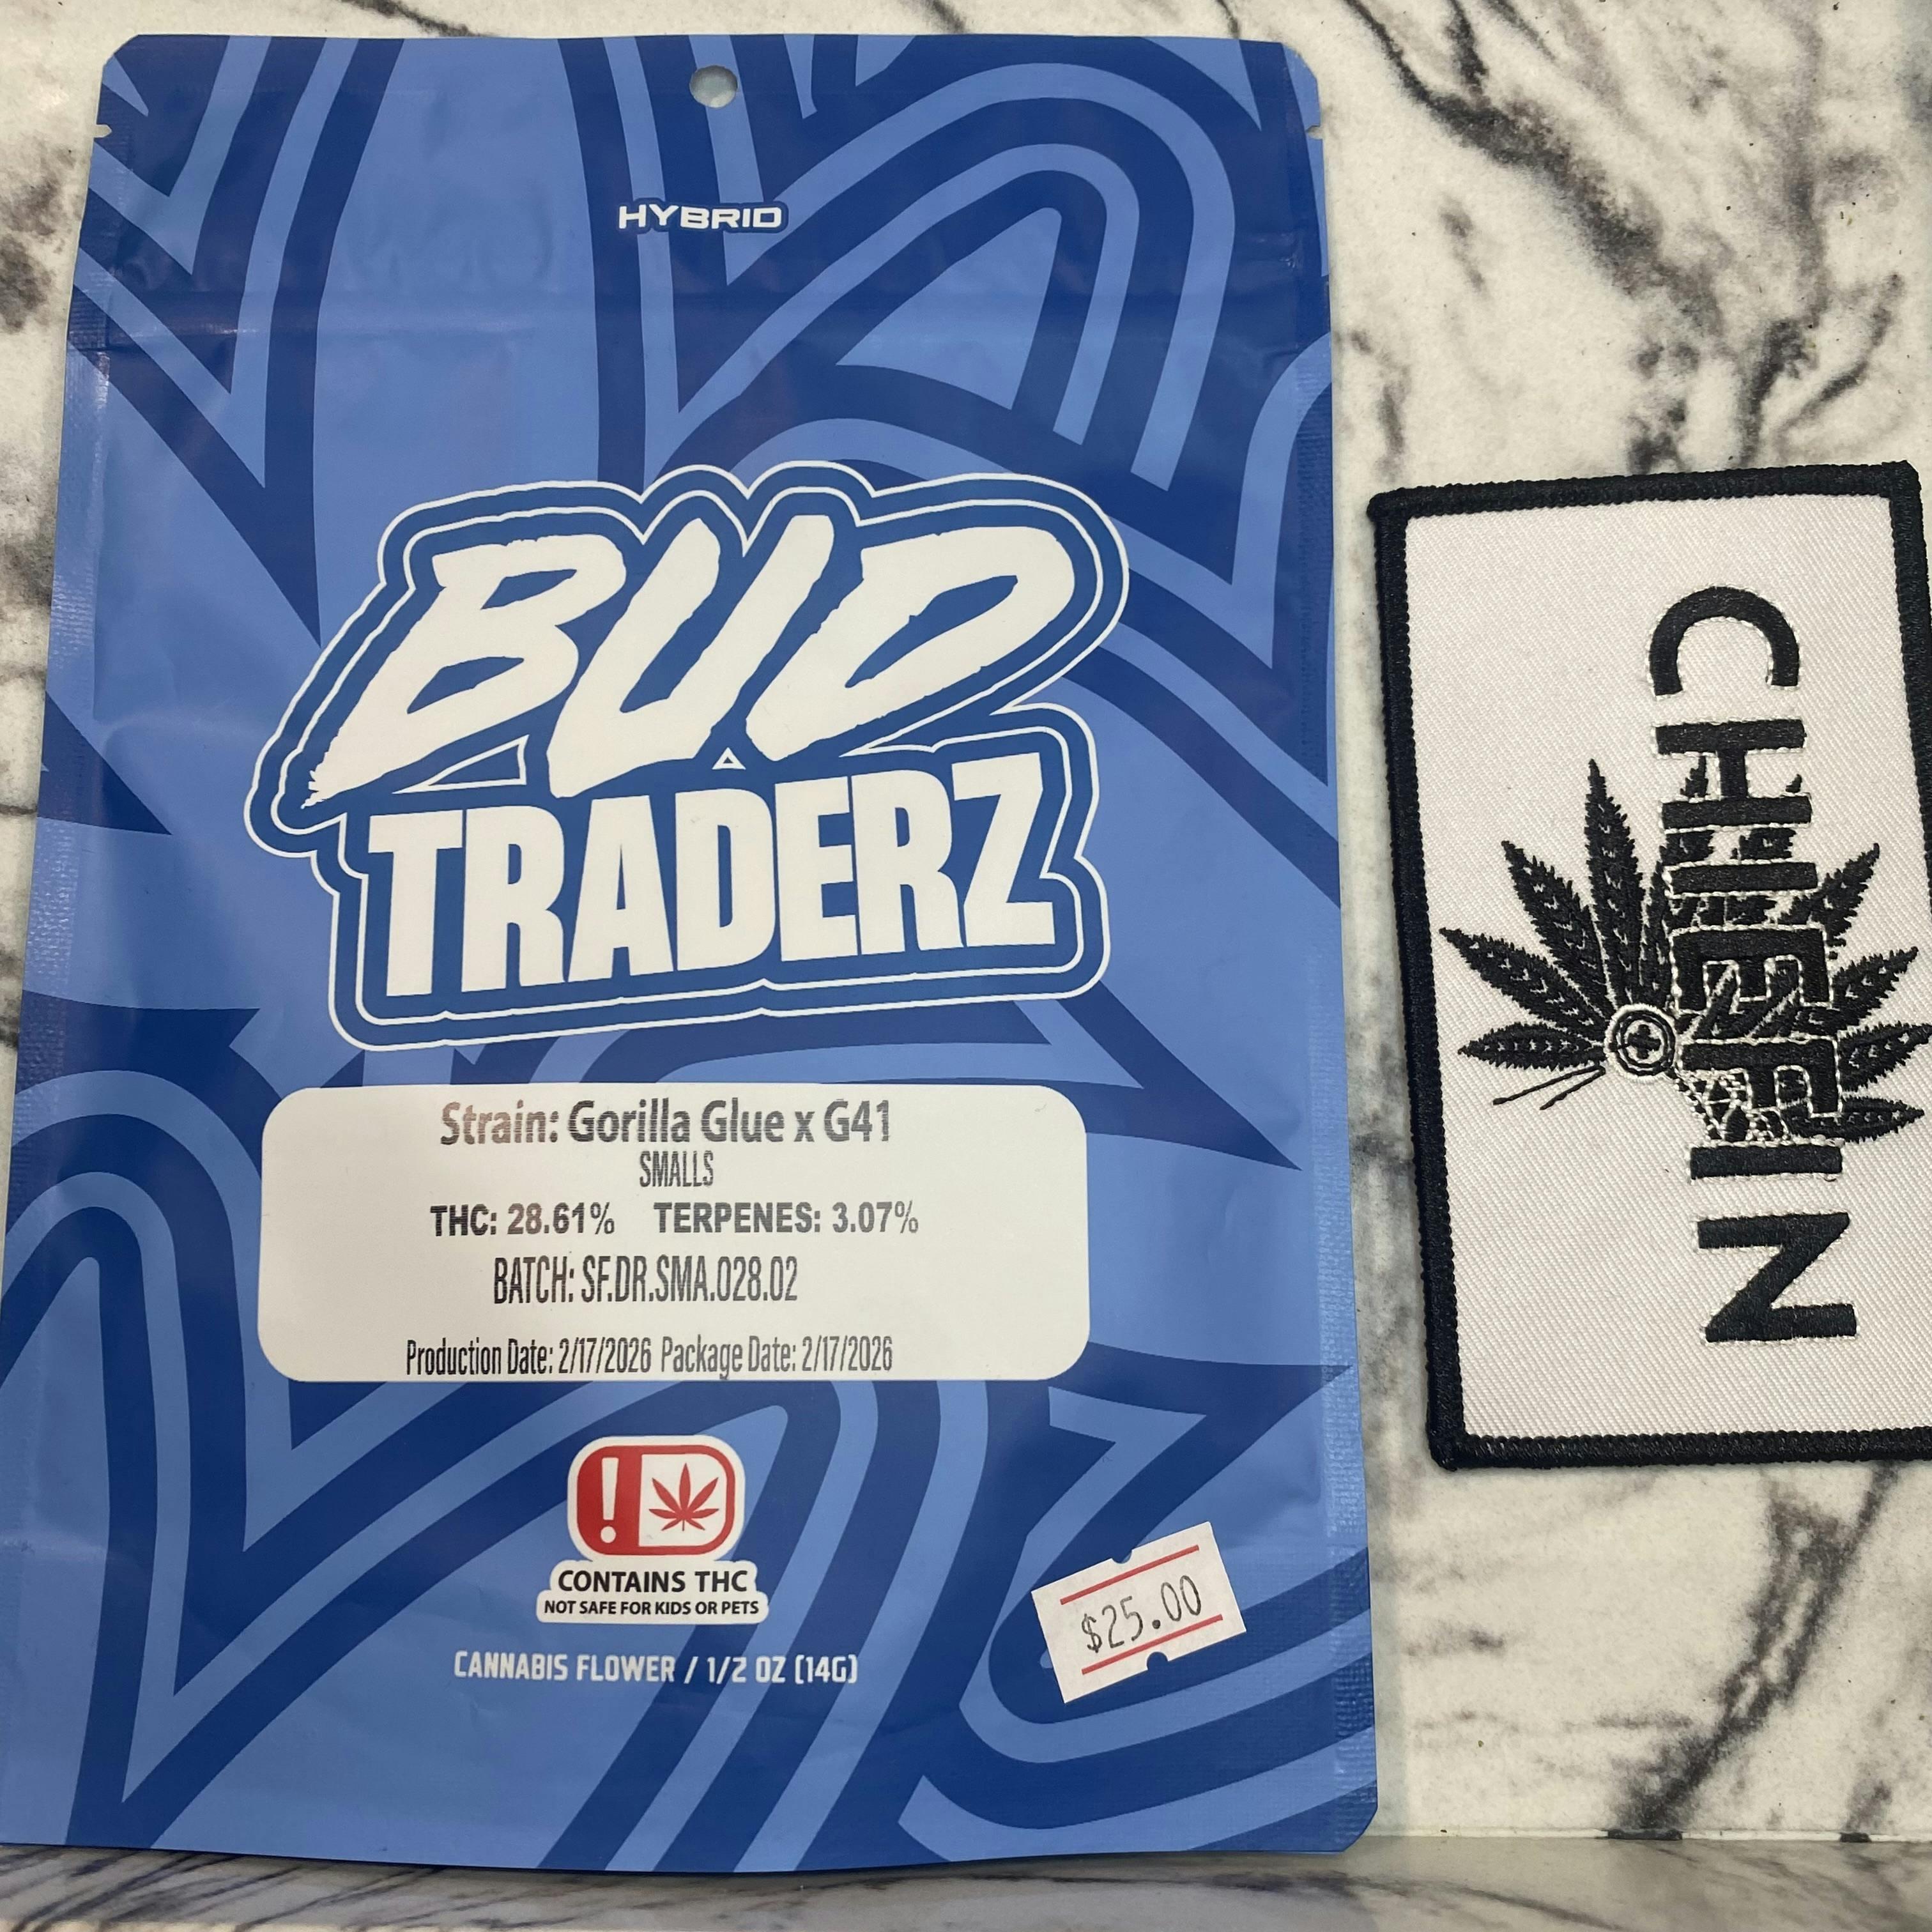 HYBRID
BUD
TRADERZ
Strain: Gorilla Glue x G41
SMALLS
THC: 28.61% TERPENES: 3.07%
BATCH: SF.DR.SMA.028.02
Production Date: 2/17/2026 Package Date: 2/17/2026
CONTAINS THC
NOT SAFE FOR KIDS OR PETS
CANNABIS FLOWER / 1/2 OZ (14G)
$25.00
CHIEFIN